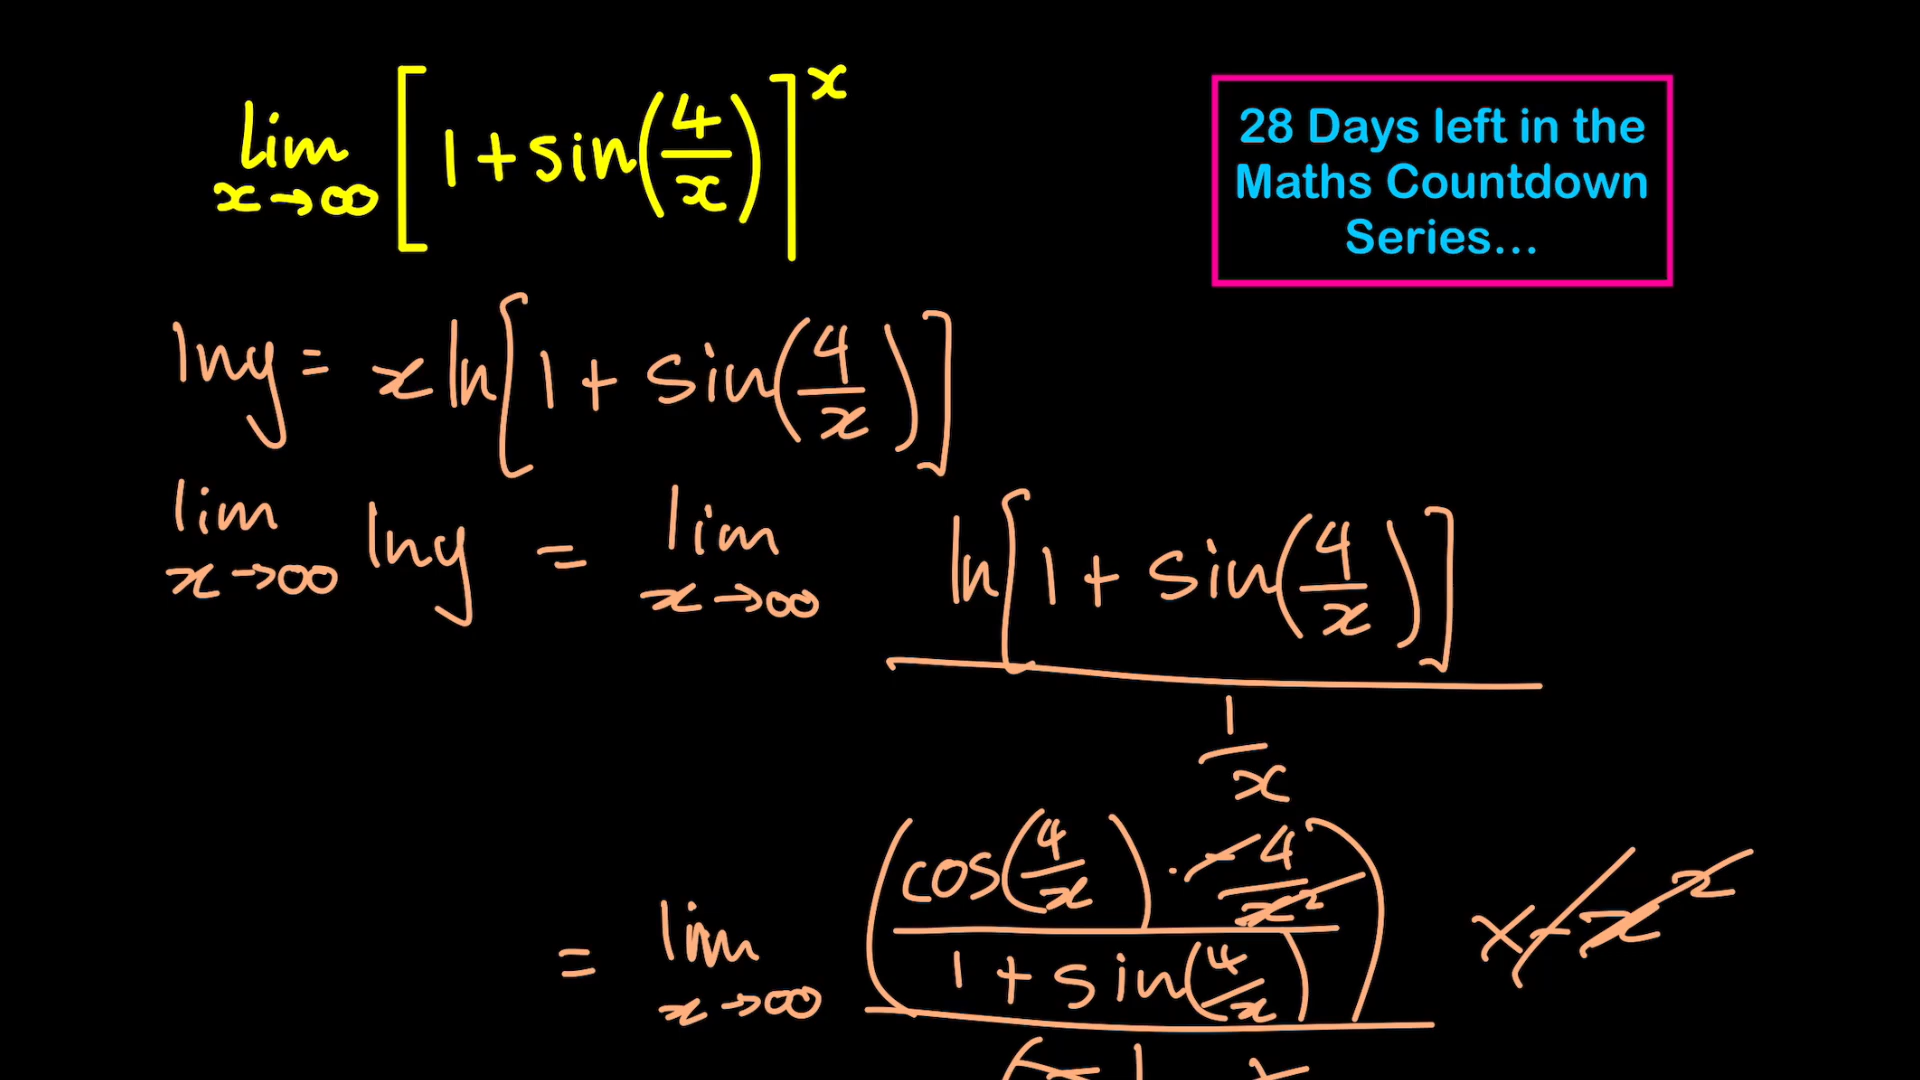 lim x→∞ [1 + sin(4/x)]^x
28 Days left in the
Maths Countdown
Series...
lny = x ln[1 + sin(4/x)]
lim x→∞ lny = lim x→∞ ln[1 + sin(4/x)] / (1/x)
= lim x→∞ (cos(4/x) · -4/x² / (1 + sin(4/x))) × -x²